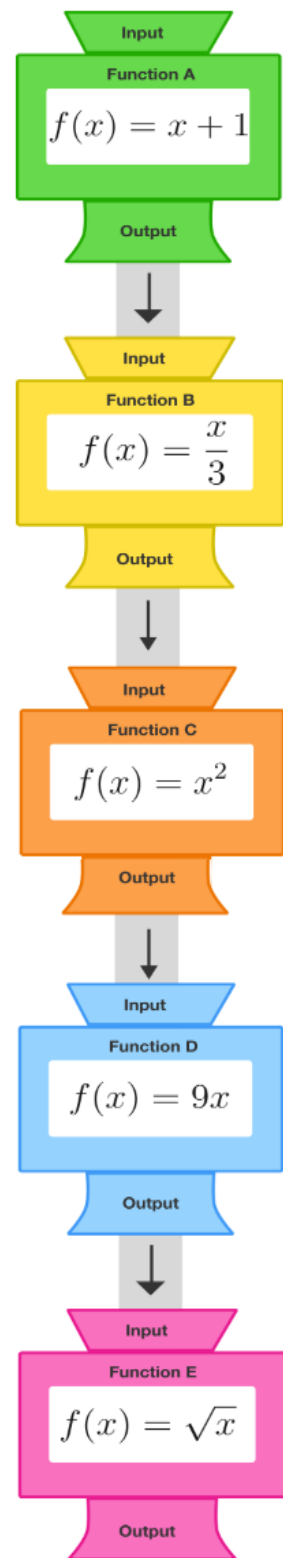 Input
Function A
f(x) = x + 1
Output
Input
Function B
f(x) = x/3
Output
Input
Function C
f(x) = x²
Output
Input
Function D
f(x) = 9x
Output
Input
Function E
f(x) = √x
Output